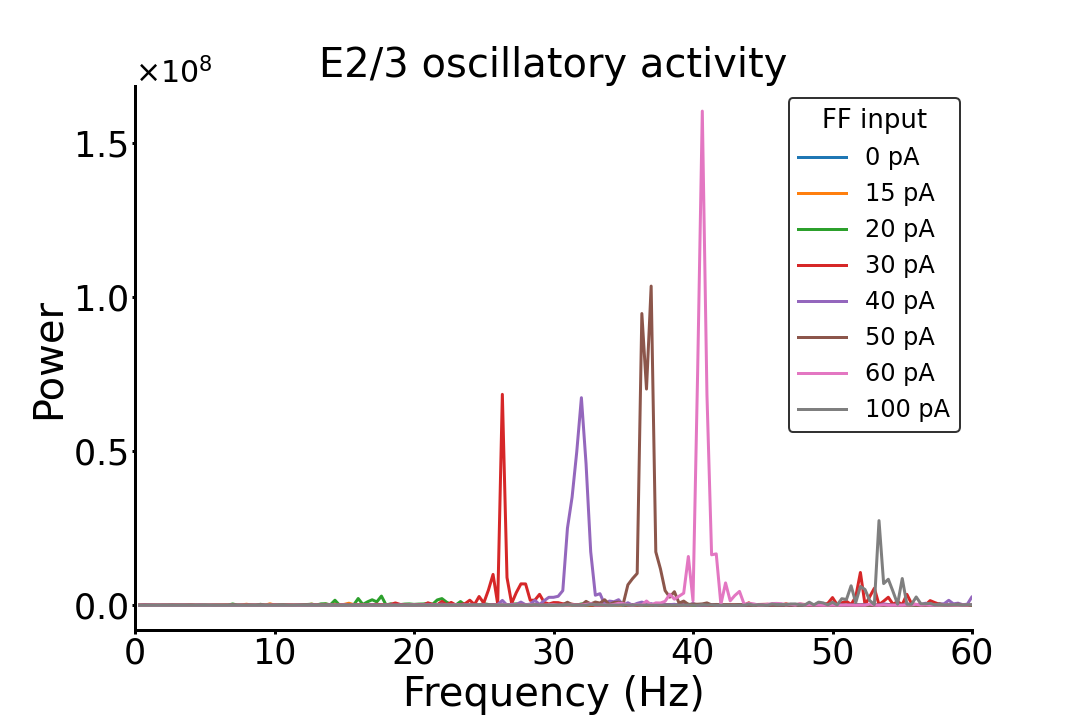 E2/3 oscillatory activity
×10⁸
1.5
1.0
0.5
0.0
Power
0 10 20 30 40 50 60
Frequency (Hz)
FF input
0 pA
15 pA
20 pA
30 pA
40 pA
50 pA
60 pA
100 pA